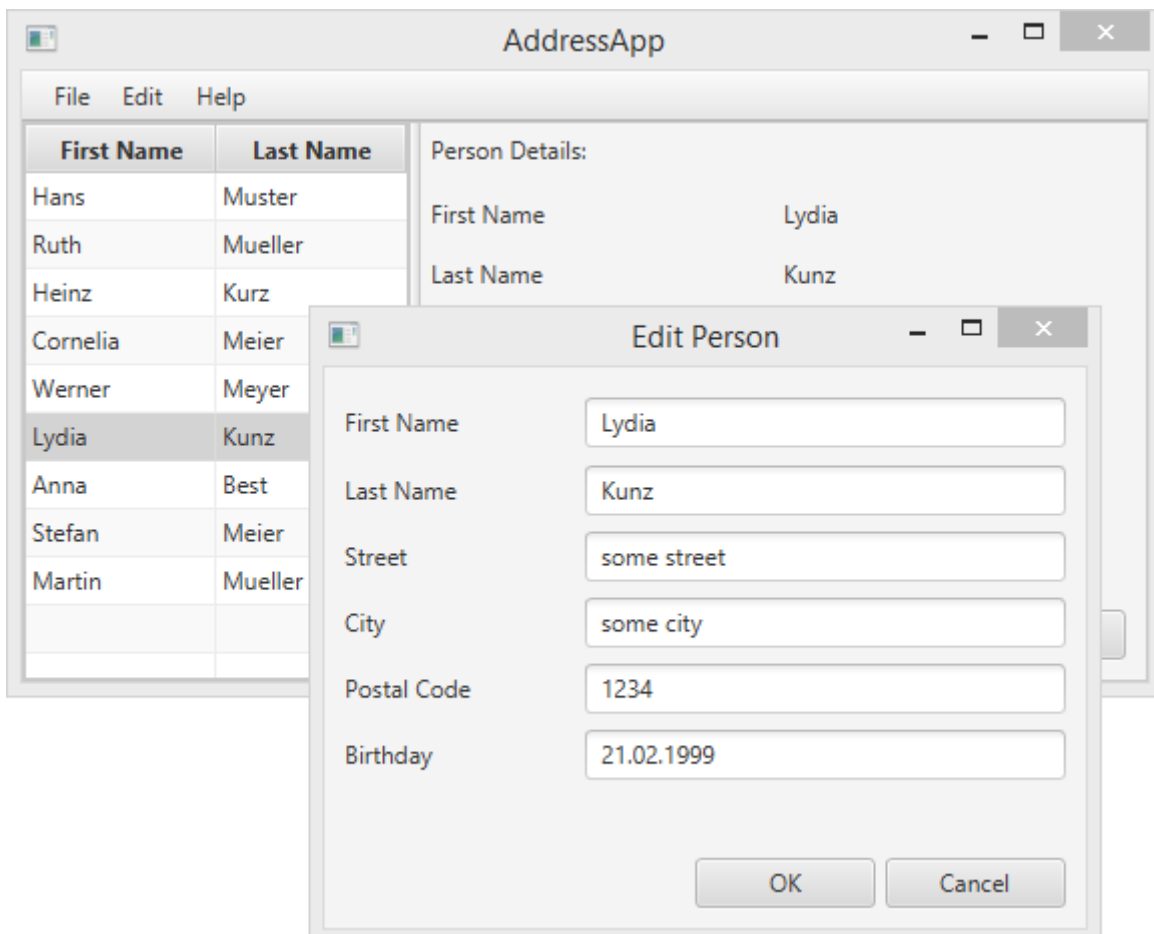 AddressApp
File Edit Help
First Name Last Name
Hans Muster
Ruth Mueller
Heinz Kurz
Cornelia Meier
Werner Meyer
Lydia Kunz
Anna Best
Stefan Meier
Martin Mueller
Person Details:
First Name Lydia
Last Name Kunz
Edit Person
First Name Lydia
Last Name Kunz
Street some street
City some city
Postal Code 1234
Birthday 21.02.1999
OK Cancel